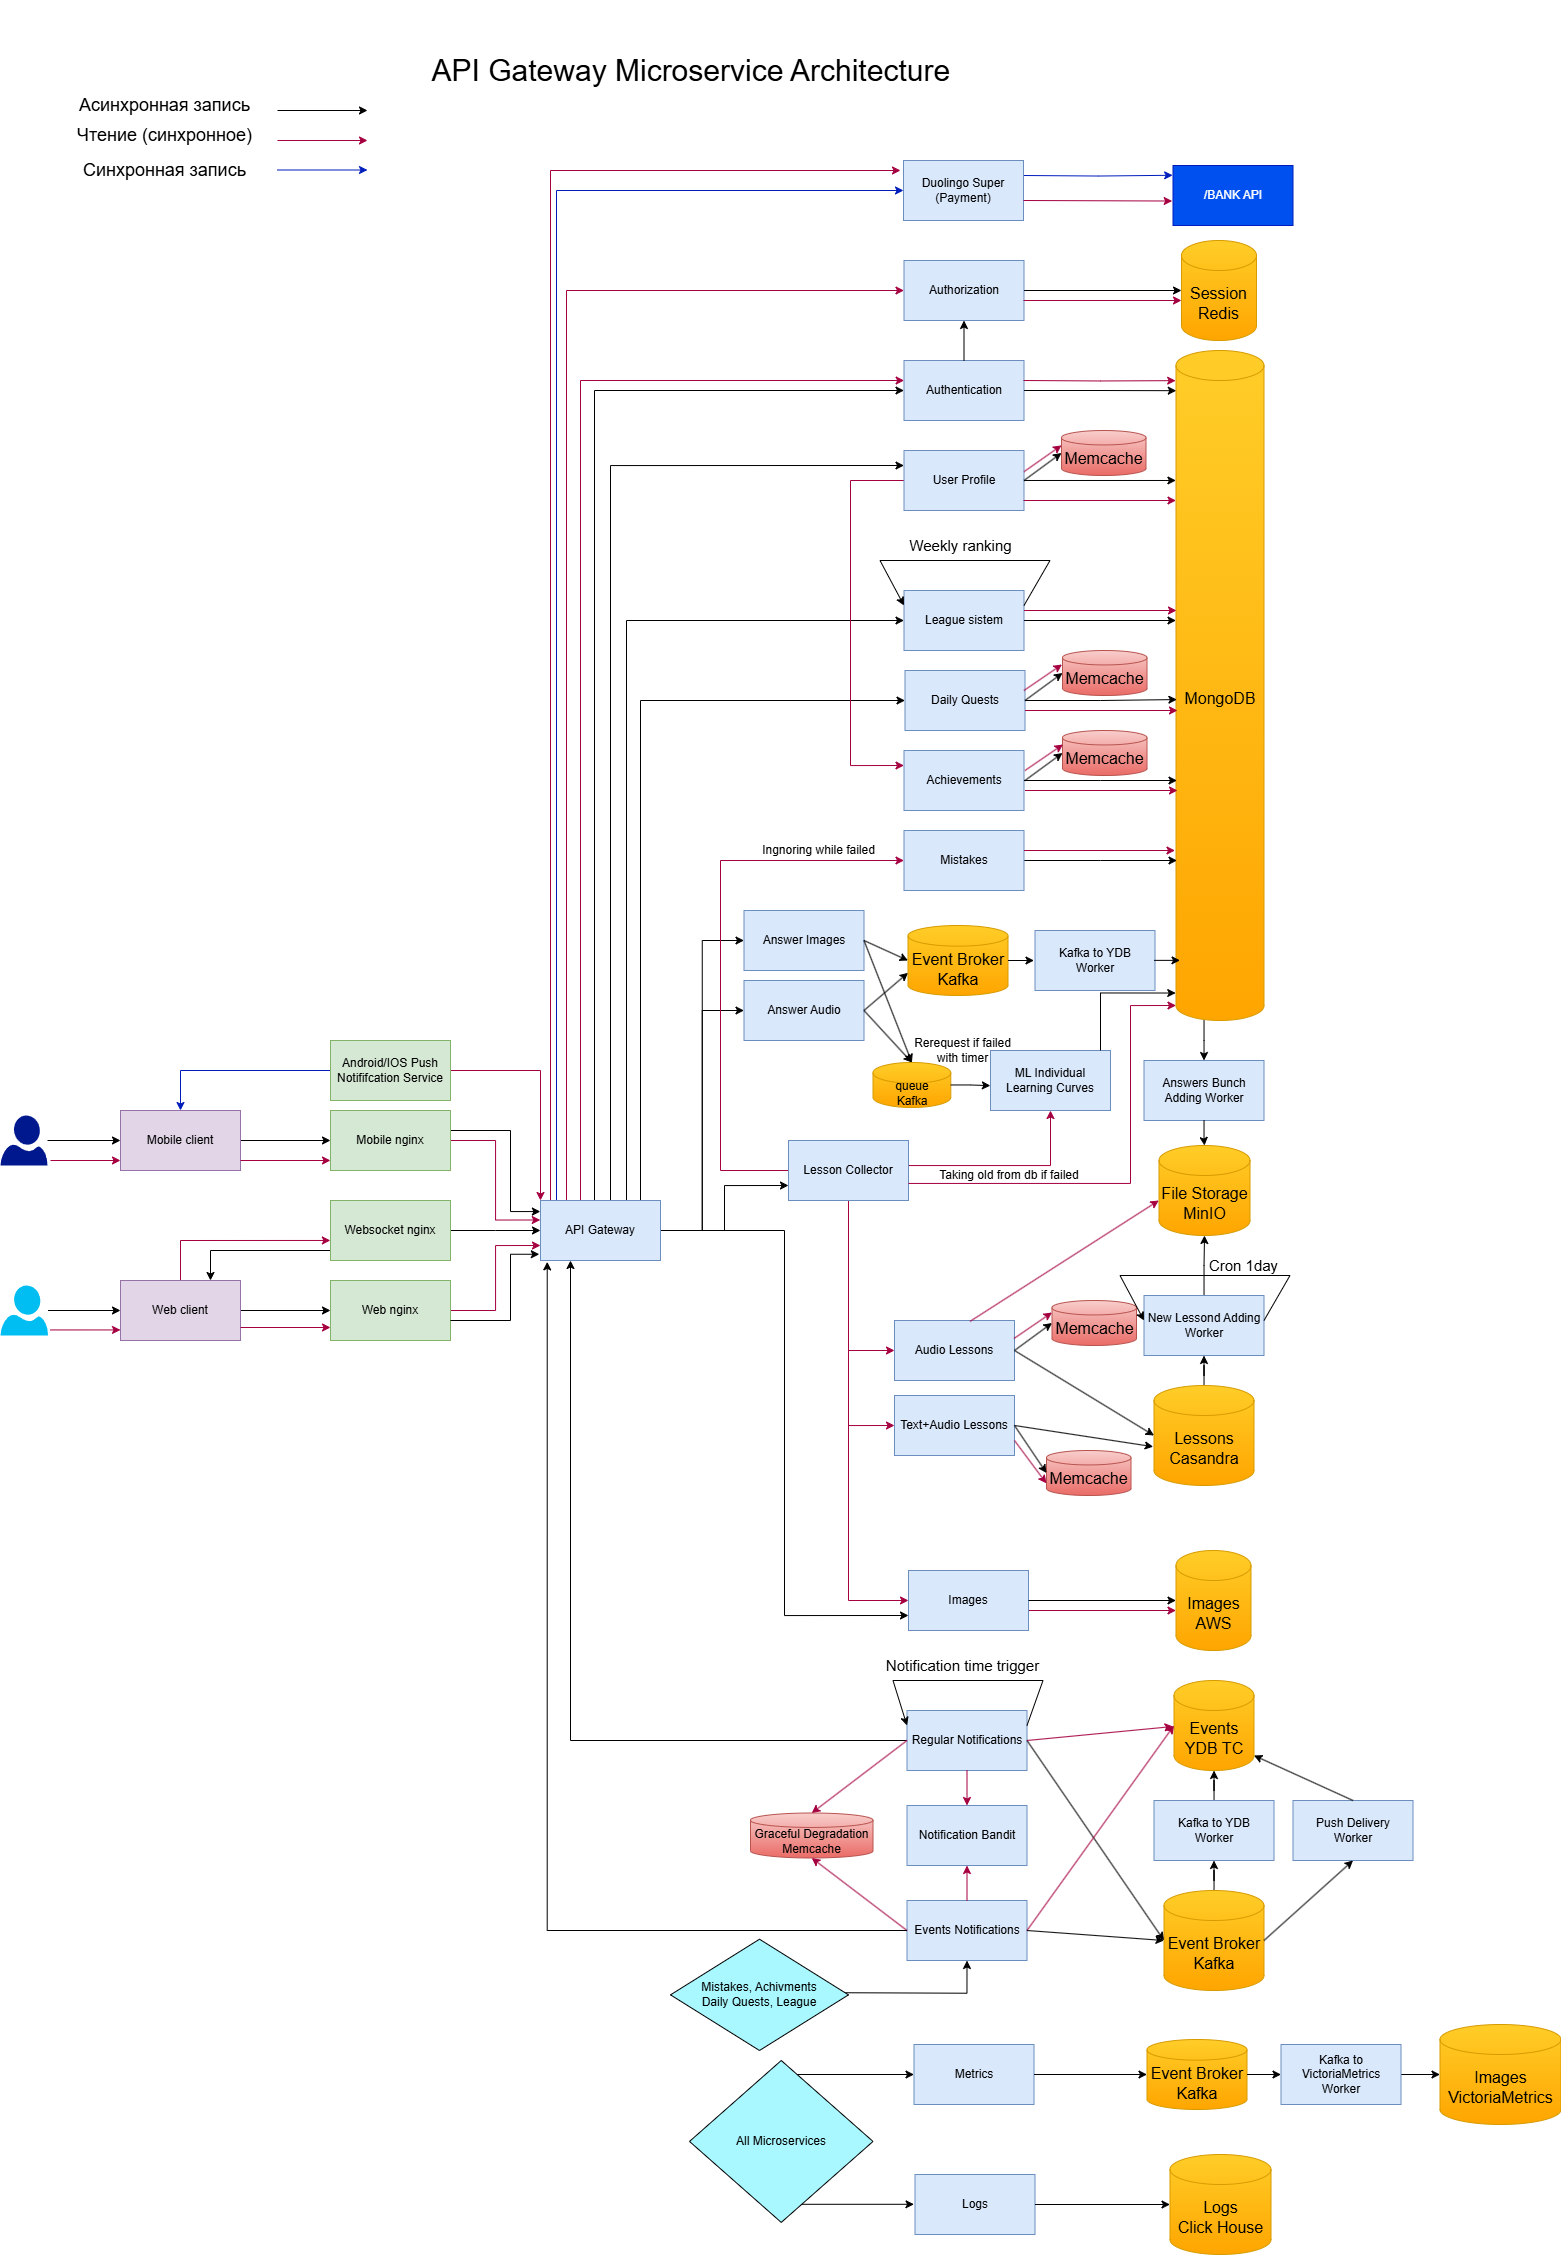 API Gateway Microservice Architecture
Асинхронная запись
Чтение (синхронное)
Синхронная запись
Duolingo Super
(Payment)
/BANK API
Authorization
Session
Redis
Authentication
User Profile
Memcache
Weekly ranking
League sistem
Daily Quests
Memcache
MongoDB
Achievements
Memcache
Ingnoring while failed
Mistakes
Answer Images
Event Broker
Kafka
Kafka to YDB
Worker
Answer Audio
Rerequest if failed
with timer
queue
Kafka
ML Individual
Learning Curves
Answers Bunch
Adding Worker
Android/IOS Push
Notififcation Service
Mobile client
Mobile nginx
Lesson Collector
Taking old from db if failed
File Storage
MinIO
Websocket nginx
API Gateway
Web client
Web nginx
Cron 1day
New Lessond Adding
Worker
Audio Lessons
Memcache
Text+Audio Lessons
Memcache
Lessons
Casandra
Images
Images
AWS
Notification time trigger
Regular Notifications
Events
YDB TC
Graceful Degradation
Memcache
Notification Bandit
Kafka to YDB
Worker
Push Delivery
Worker
Events Notifications
Event Broker
Kafka
Mistakes, Achivments
Daily Quests, League
Metrics
Event Broker
Kafka
Kafka to
VictoriaMetrics
Worker
Images
VictoriaMetrics
All Microservices
Logs
Logs
Click House